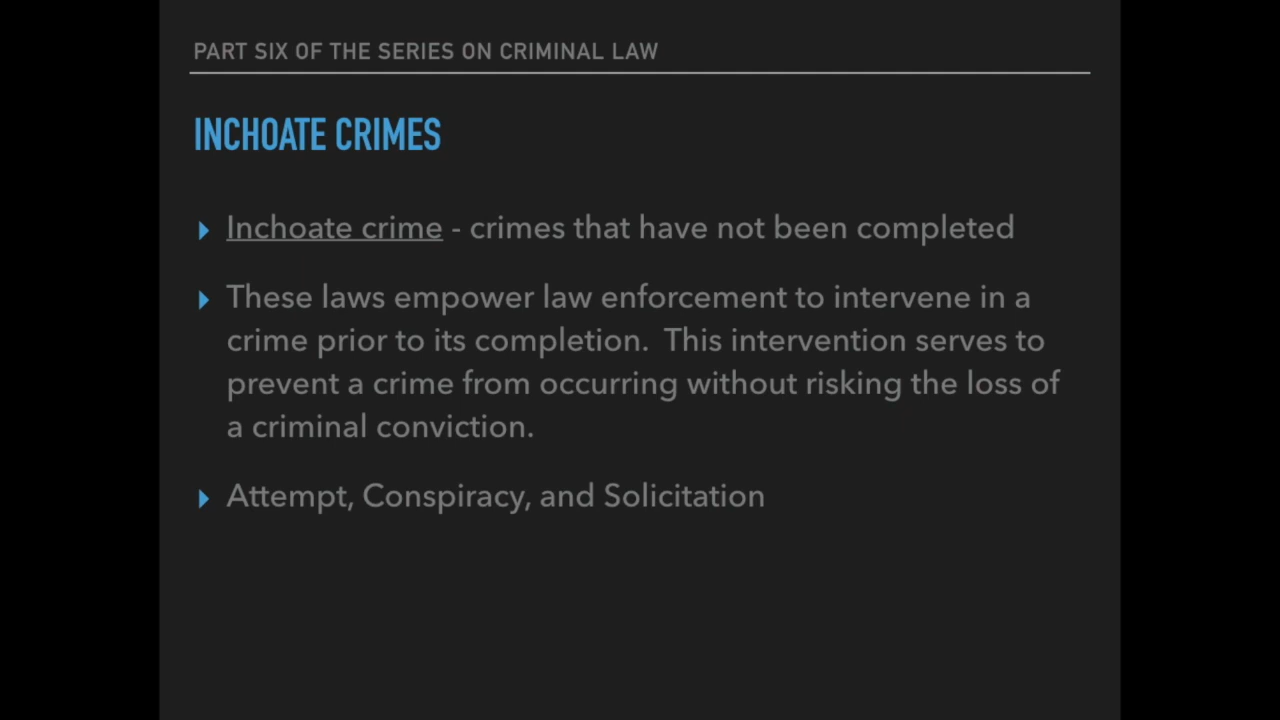 PART SIX OF THE SERIES ON CRIMINAL LAW
INCHOATE CRIMES
Inchoate crime - crimes that have not been completed
These laws empower law enforcement to intervene in a
crime prior to its completion.  This intervention serves to
prevent a crime from occurring without risking the loss of
a criminal conviction.
Attempt, Conspiracy, and Solicitation